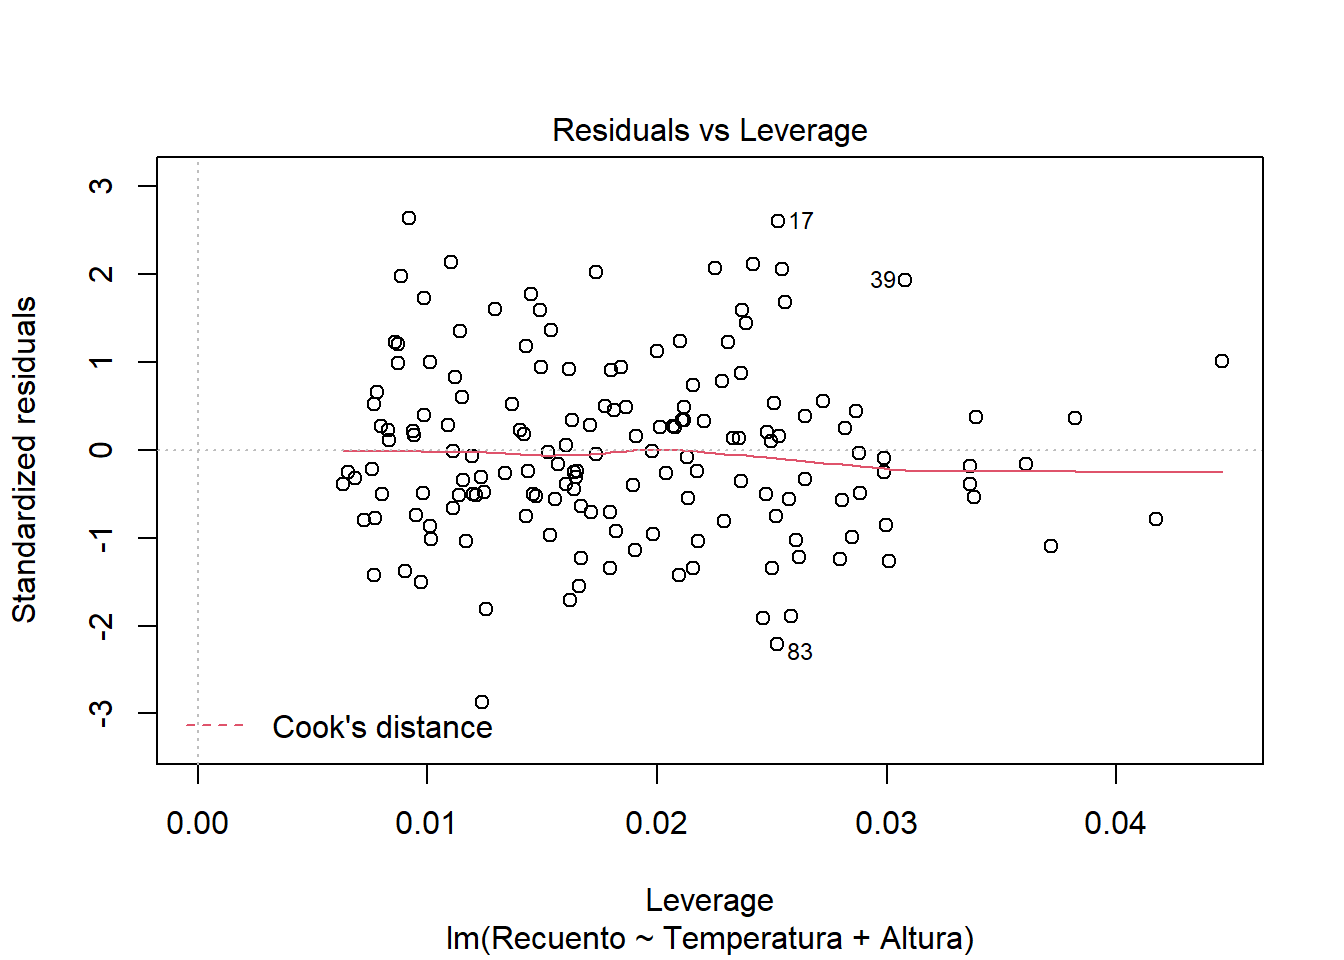 Residuals vs Leverage
Standardized residuals
3
2
1
0
-1
-2
-3
17
39
83
Cook's distance
0.00 0.01 0.02 0.03 0.04
Leverage
lm(Recuento ~ Temperatura + Altura)